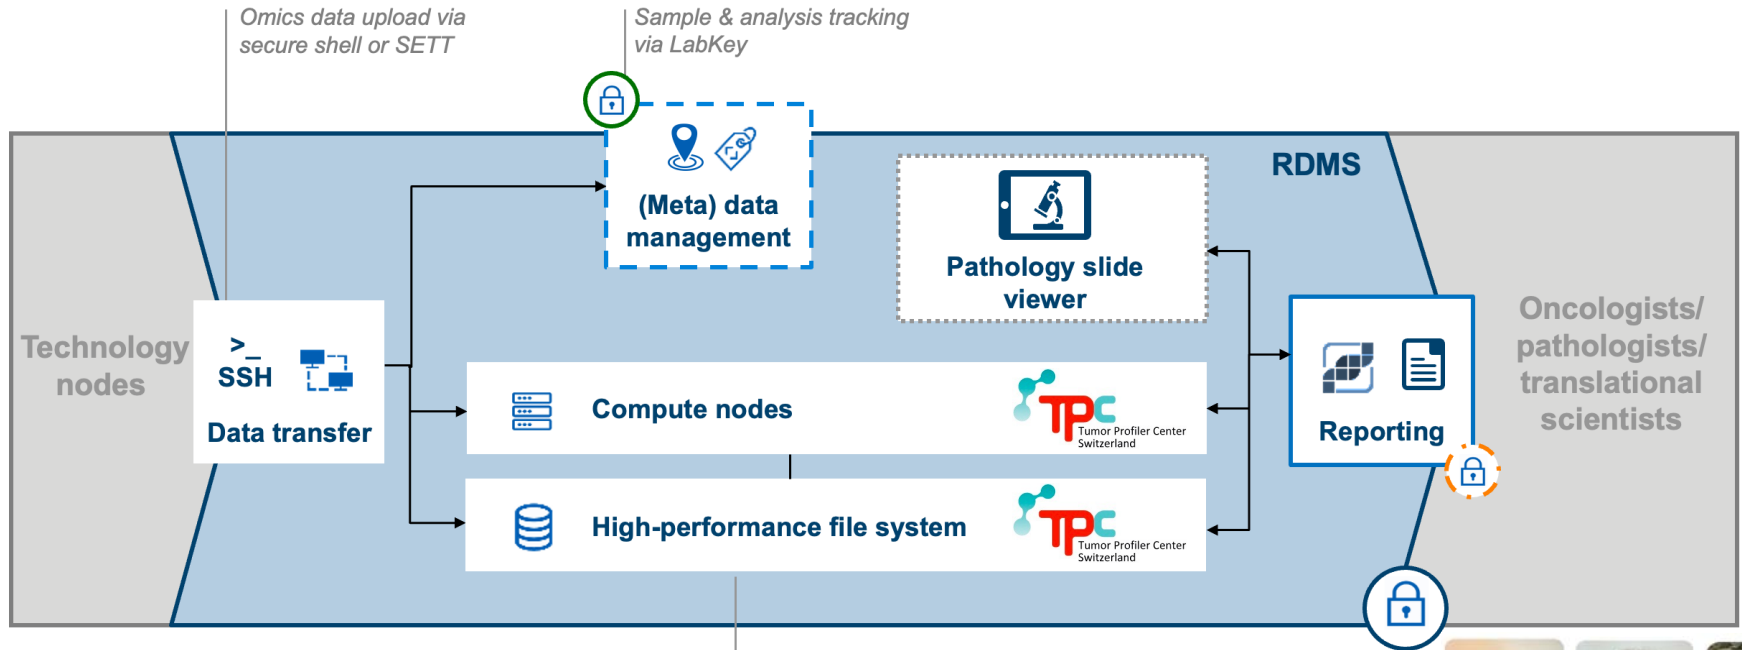 Omics data upload via
secure shell or SETT
Sample & analysis tracking
via LabKey
RDMS
(Meta) data
management
Pathology slide
viewer
Technology
nodes
>_
SSH
Data transfer
Compute nodes
TPC
Tumor Profiler Center
Switzerland
High-performance file system
TPC
Tumor Profiler Center
Switzerland
Reporting
Oncologists/
pathologists/
translational
scientists